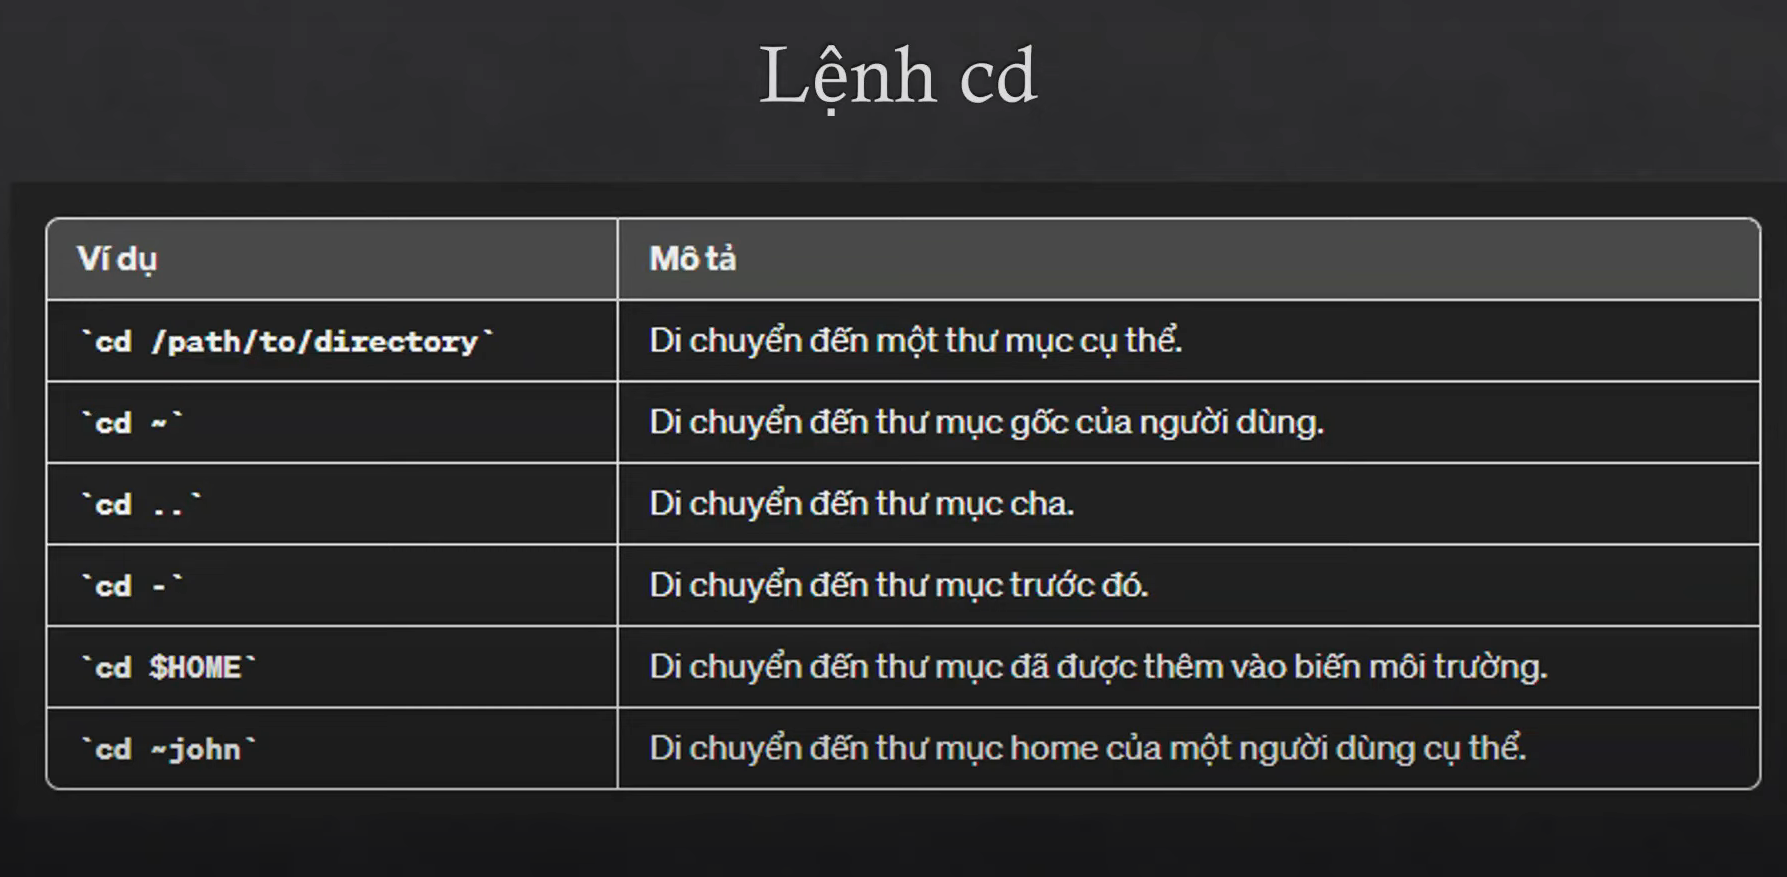 Lệnh cd
Ví dụ
Mô tả
`cd /path/to/directory`
Di chuyển đến một thư mục cụ thể.
`cd ~`
Di chuyển đến thư mục gốc của người dùng.
`cd ..`
Di chuyển đến thư mục cha.
`cd -`
Di chuyển đến thư mục trước đó.
`cd $HOME`
Di chuyển đến thư mục đã được thêm vào biến môi trường.
`cd ~john`
Di chuyển đến thư mục home của một người dùng cụ thể.